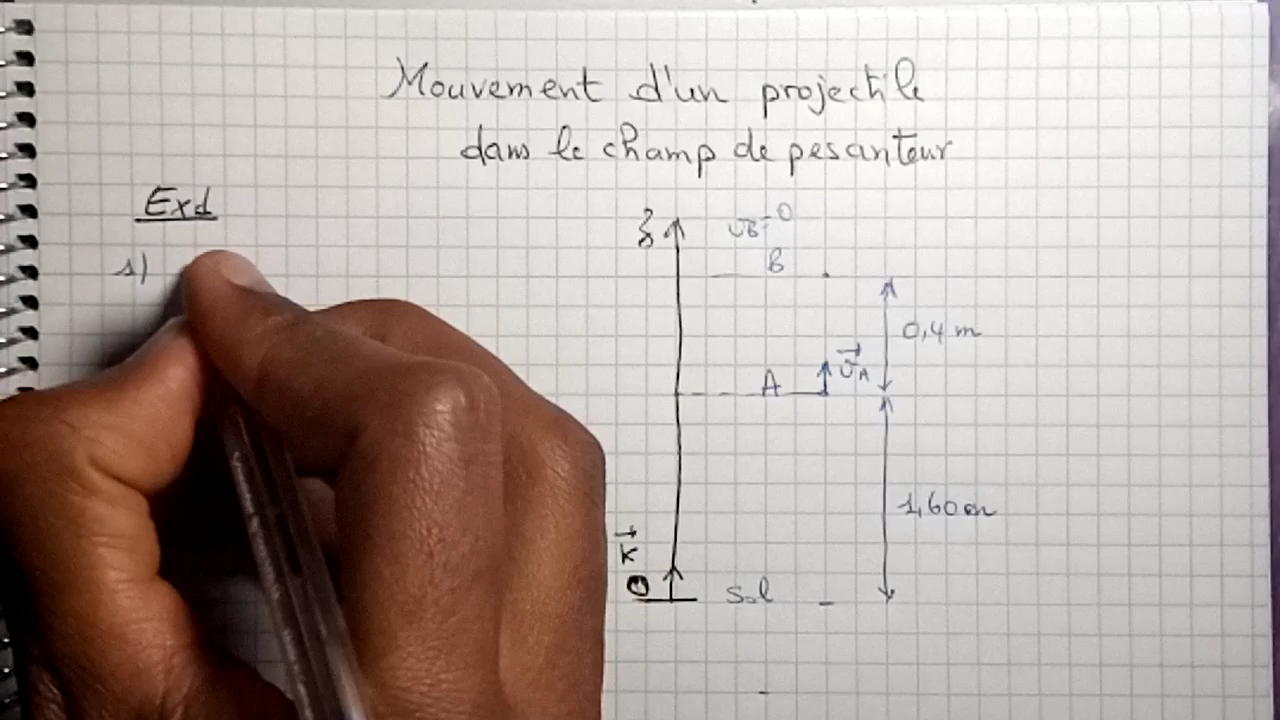 Mouvement d'un projectile
dans le champ de pesanteur
Ex1
1)
z
vB=0
B
0,4 m
A
vA
1,60 m
k
O
Sol